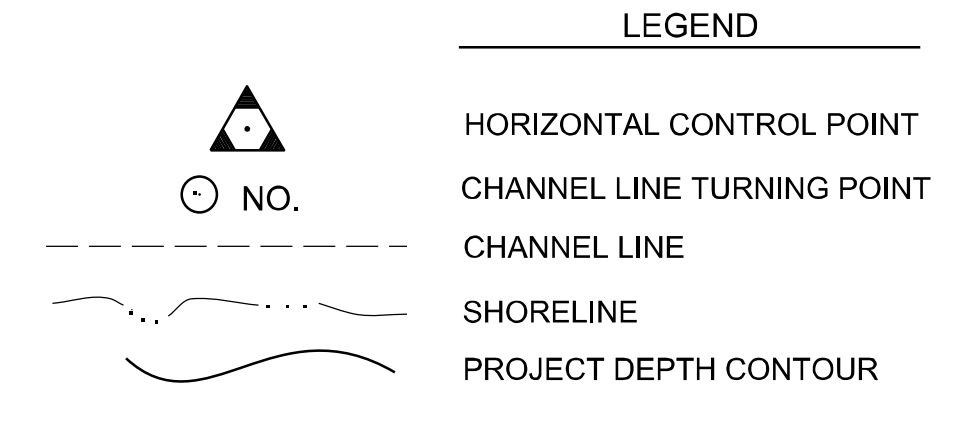 LEGEND
HORIZONTAL CONTROL POINT
NO. CHANNEL LINE TURNING POINT
CHANNEL LINE
SHORELINE
PROJECT DEPTH CONTOUR